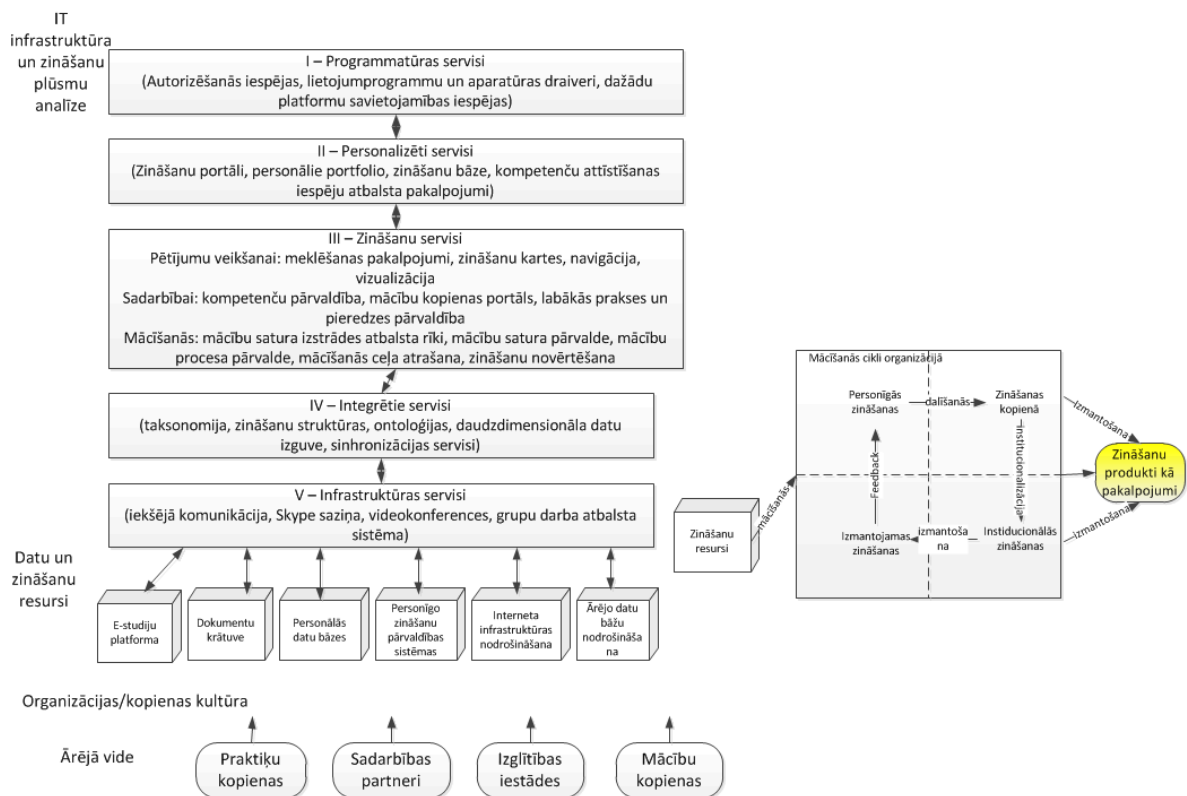 IT
infrastruktūra
un zināšanu
plūsmu
analīze
I – Programmatūras servisi
(Autorizēšanās iespējas, lietojumprogrammu un aparatūras draiveri, dažādu
platformu savietojamības iespējas)
II – Personalizēti servisi
(Zināšanu portāli, personālie portfolio, zināšanu bāze, kompetenču attīstīšanas
iespēju atbalsta pakalpojumi)
III – Zināšanu servisi
Pētījumu veikšanai: meklēšanas pakalpojumi, zināšanu kartes, navigācija,
vizualizācija
Sadarbībai: kompetenču pārvaldība, mācību kopienas portāls, labākās prakses un
pieredzes pārvaldība
Mācīšanās: mācību satura izstrādes atbalsta rīki, mācību satura pārvalde, mācību
procesa pārvalde, mācīšanās ceļa atrašana, zināšanu novērtēšana
IV – Integrētie servisi
(taksonomija, zināšanu struktūras, ontoloģijas, daudzdimensionāla datu
izguve, sinhronizācijas servisi)
V – Infrastruktūras servisi
(iekšējā komunikācija, Skype saziņa, videokonferences, grupu darba atbalsta
sistēma)
Datu un
zināšanu
resursi
E-studiju
platforma
Dokumentu
krātuve
Personālās
datu bāzes
Personīgo
zināšanu
pārvaldības
sistēmas
Interneta
infrastruktūras
nodrošināšana
Ārējo datu
bāžu
nodrošināša
na
Organizācijas/kopienas kultūra
Ārējā vide
Praktiķu
kopienas
Sadarbības
partneri
Izglītības
iestādes
Mācību
kopienas
Zināšanu
resursi
mācīšanās
Mācīšanās cikli organizācijā
Personīgās
zināšanas
dalīšanās
Zināšanas
kopienā
institucionalizācija
Feedback
Izmantojamas
zināšanas
izmantoša
na
Institucionālās
zināšanas
Izmantošana
izmantošana
Zināšanu
produkti kā
pakalpojumi